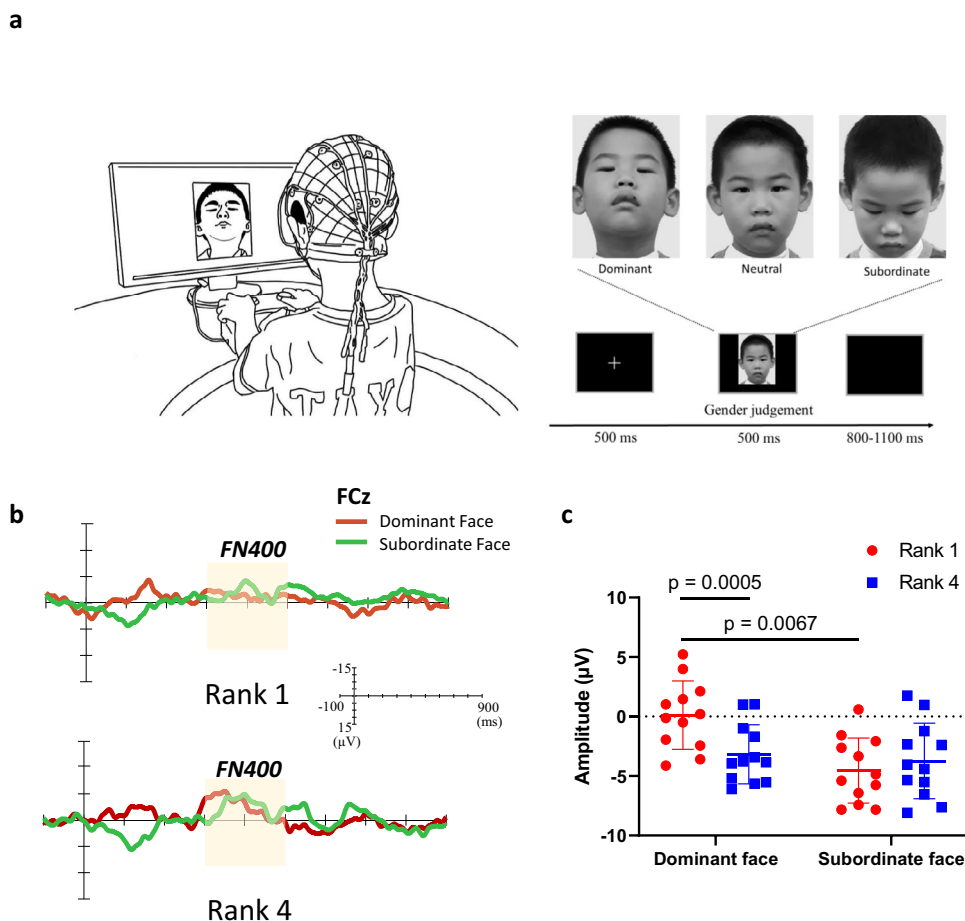 a
Dominant
Neutral
Subordinate
Gender judgement
500 ms
500 ms
800-1100 ms
T Y
b
FCz
Dominant Face
Subordinate Face
FN400
Rank 1
-15
-100
900
(ms)
15
(µV)
FN400
Rank 4
c
Rank 1
Rank 4
p = 0.0005
p = 0.0067
Amplitude (µV)
10
5
0
-5
-10
Dominant face
Subordinate face